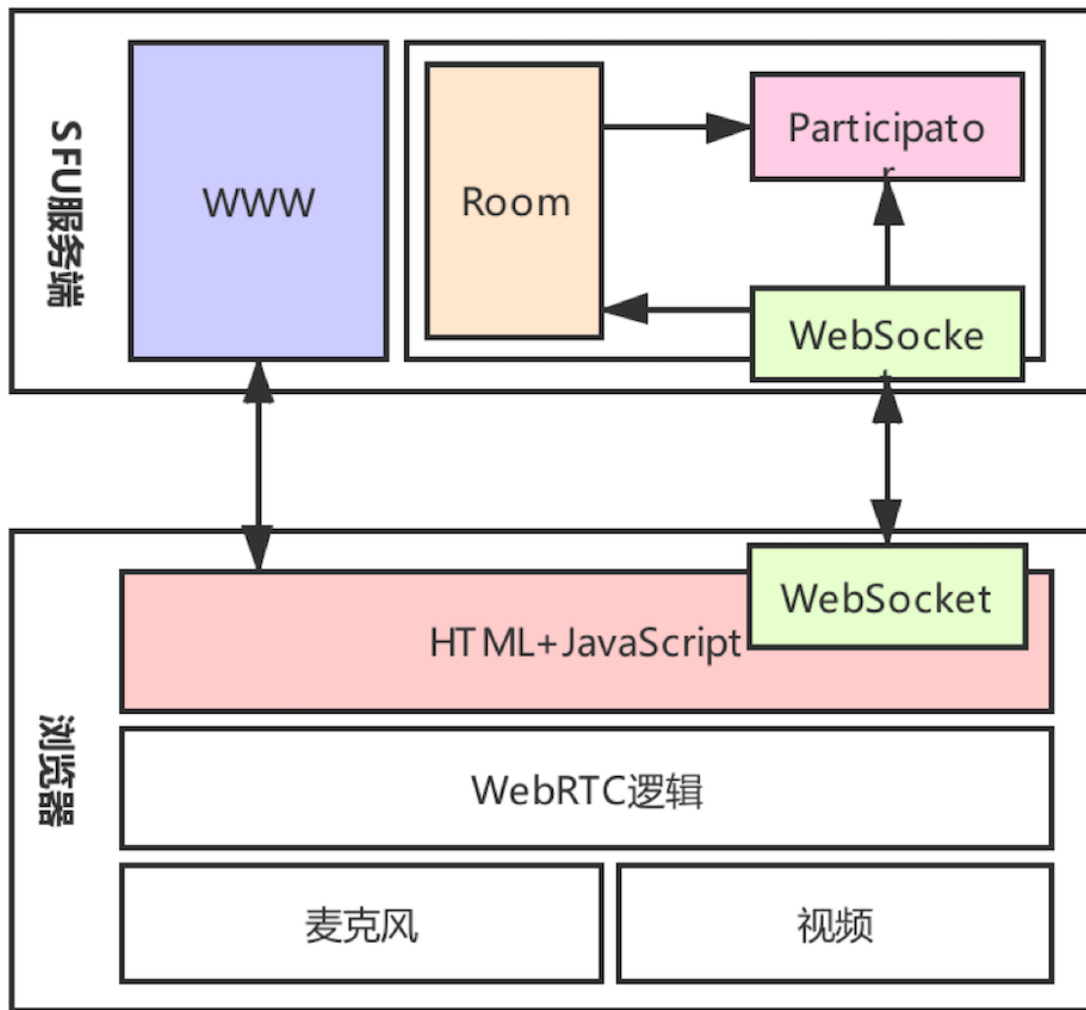 SFU服务端
WWW
Room
Participato
r
WebSocke
t
WebSocket
HTML+JavaScript
浏览器
WebRTC逻辑
麦克风
视频